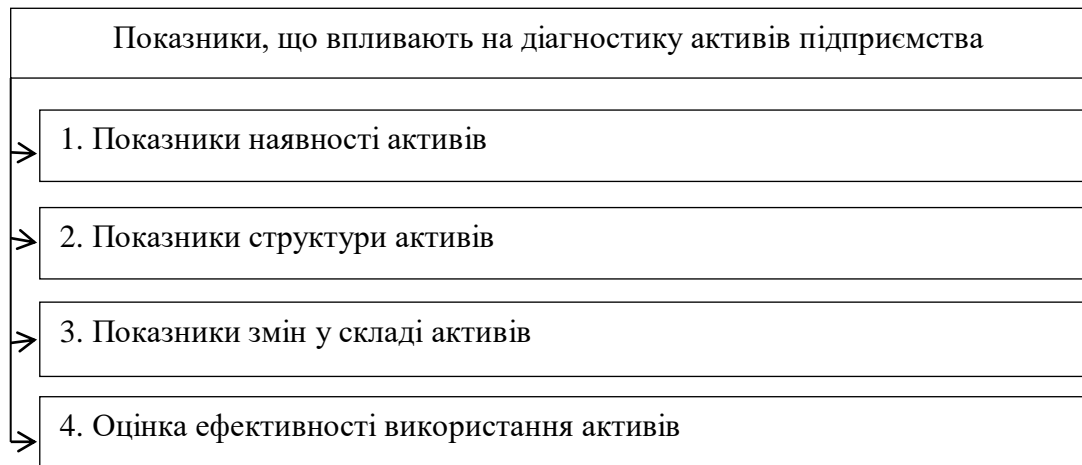 Показники, що впливають на діагностику активів підприємства
1. Показники наявності активів
2. Показники структури активів
3. Показники змін у складі активів
4. Оцінка ефективності використання активів